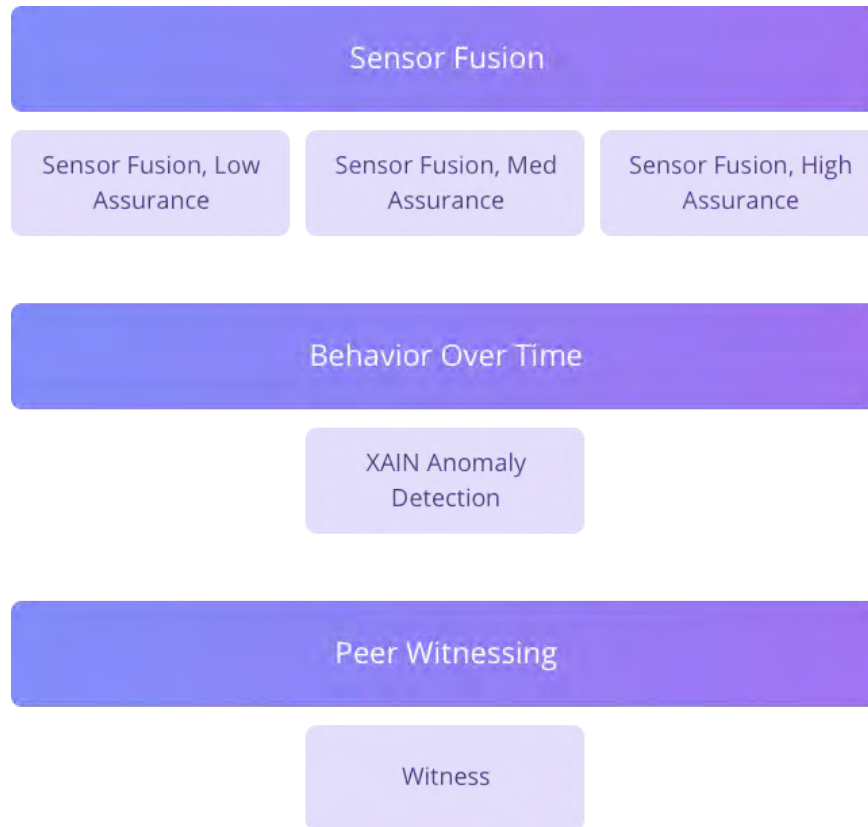 Sensor Fusion
Sensor Fusion, Low
Assurance
Sensor Fusion, Med
Assurance
Sensor Fusion, High
Assurance
Behavior Over Time
XAIN Anomaly
Detection
Peer Witnessing
Witness